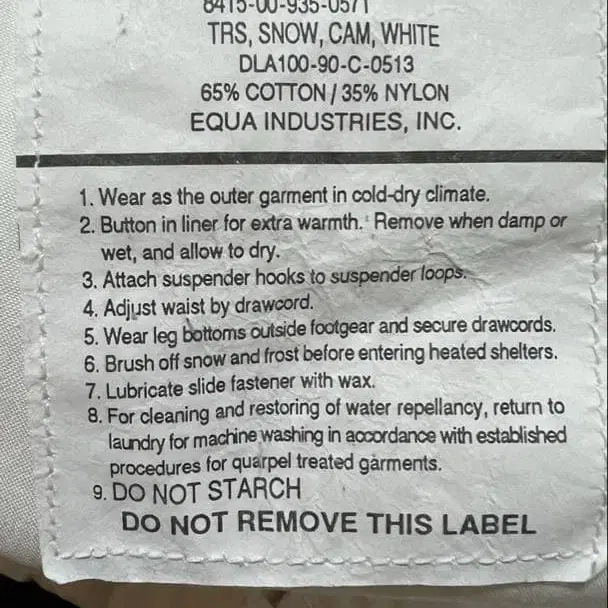 8415-00-935-0571
TRS, SNOW, CAM, WHITE
DLA100-90-C-0513
65% COTTON / 35% NYLON
EQUA INDUSTRIES, INC.
1. Wear as the outer garment in cold-dry climate.
2. Button in liner for extra warmth. Remove when damp or
wet, and allow to dry.
3. Attach suspender hooks to suspender loops.
4. Adjust waist by drawcord.
5. Wear leg bottoms outside footgear and secure drawcords.
6. Brush off snow and frost before entering heated shelters.
7. Lubricate slide fastener with wax.
8. For cleaning and restoring of water repellancy, return to
laundry for machine washing in accordance with established
procedures for quarpel treated garments.
9. DO NOT STARCH
DO NOT REMOVE THIS LABEL